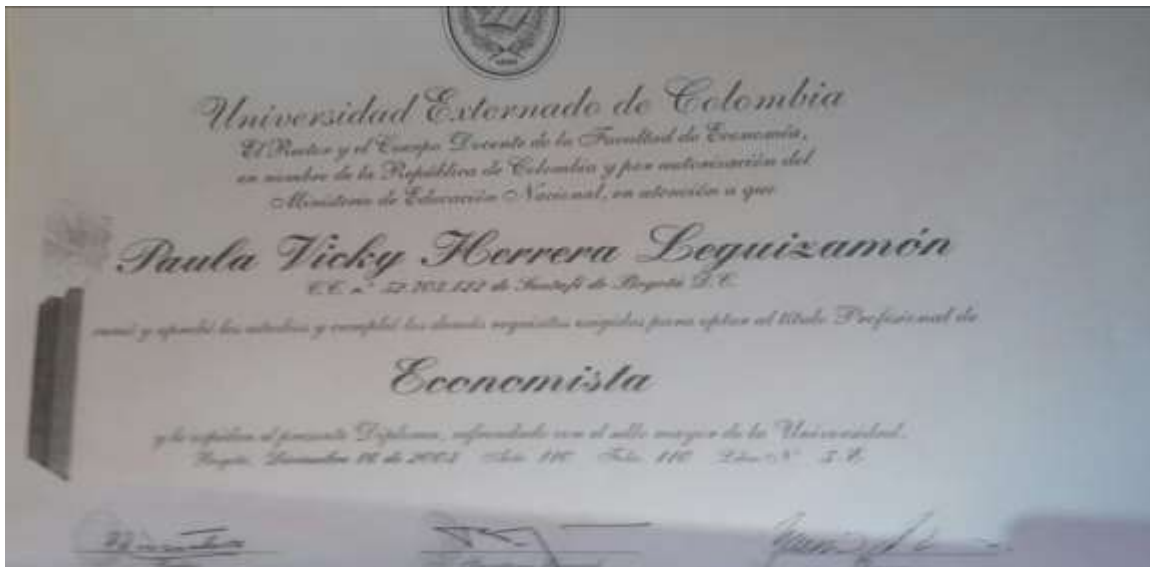 Universidad Externado de Colombia
El Rector y el Cuerpo Docente de la Facultad de Economía,
en nombre de la República de Colombia y por autorización del
Ministerio de Educación Nacional, en atención a que
Paula Vicky Herrera Leguizamón
C.C. n.° de Santafé de Bogotá D.C.
cursó y aprobó los estudios y cumplió los demás requisitos exigidos para optar al título Profesional de
Economista
y le expiden el presente Diploma, refrendado con el sello mayor de la Universidad.
Bogotá, de Acta 110 Folio 110 Libro N°